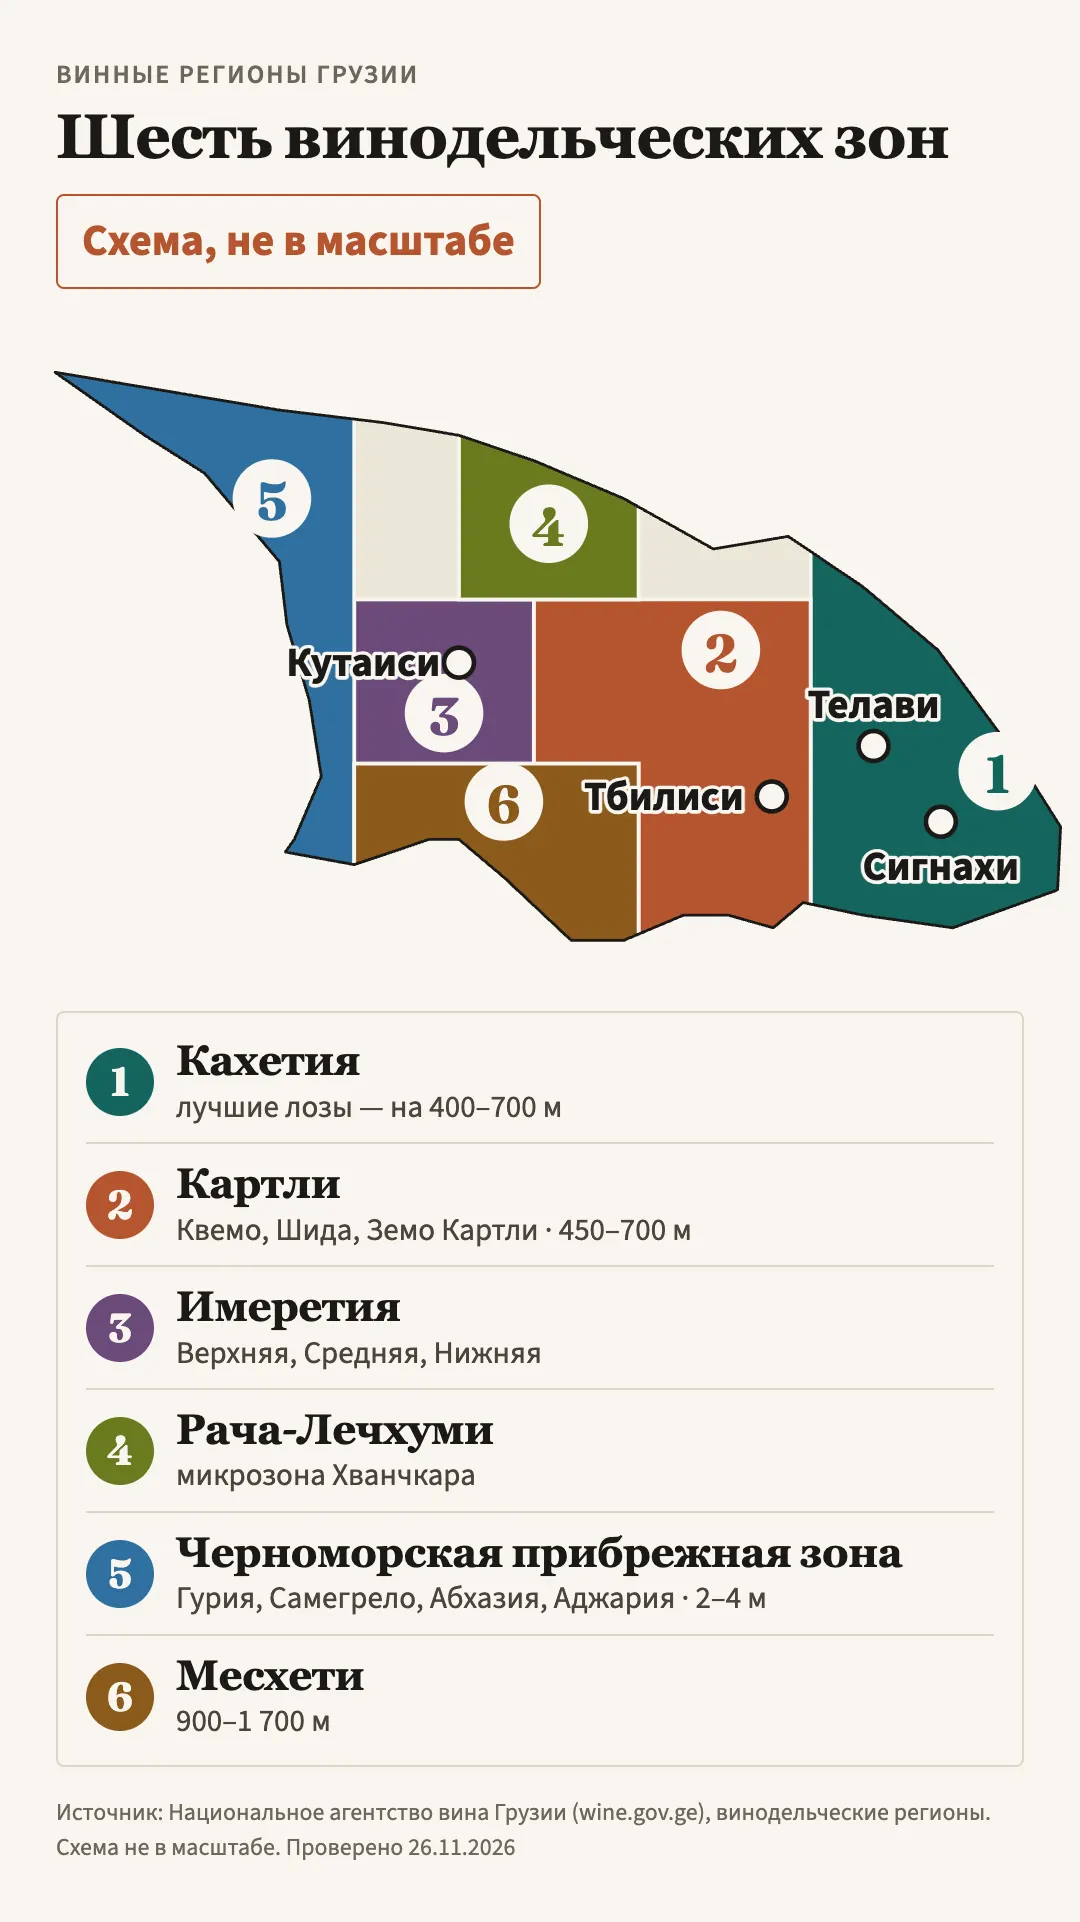 ВИННЫЕ РЕГИОНЫ ГРУЗИИ
Шесть винодельческих зон
Схема, не в масштабе
5
4
2
Кутаиси
3
Телави
1
6
Тбилиси
Сигнахи
1
Кахетия
лучшие лозы — на 400–700 м
2
Картли
Квемо, Шида, Земо Картли · 450–700 м
3
Имеретия
Верхняя, Средняя, Нижняя
4
Рача-Лечхуми
микрозона Хванчкара
5
Черноморская прибрежная зона
Гурия, Самегрело, Абхазия, Аджария · 2–4 м
6
Месхети
900–1 700 м
Источник: Национальное агентство вина Грузии (wine.gov.ge), винодельческие регионы.
Схема не в масштабе. Проверено 26.11.2026